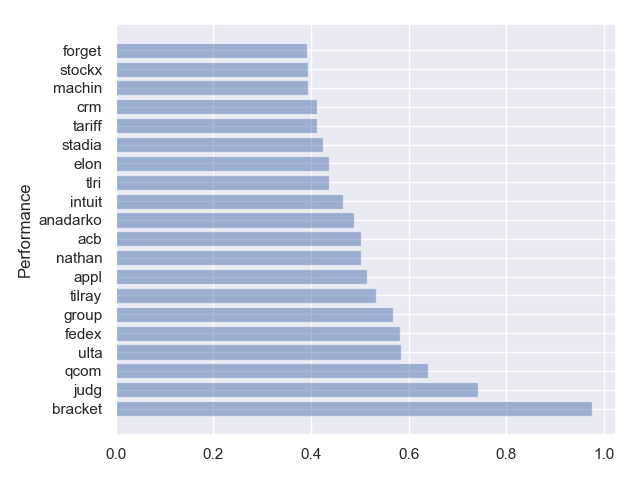 forget
stockx
machin
crm
tariff
stadia
elon
tlri
intuit
anadarko
acb
nathan
appl
tilray
group
fedex
ulta
qcom
judg
bracket
Performance
0.0 0.2 0.4 0.6 0.8 1.0